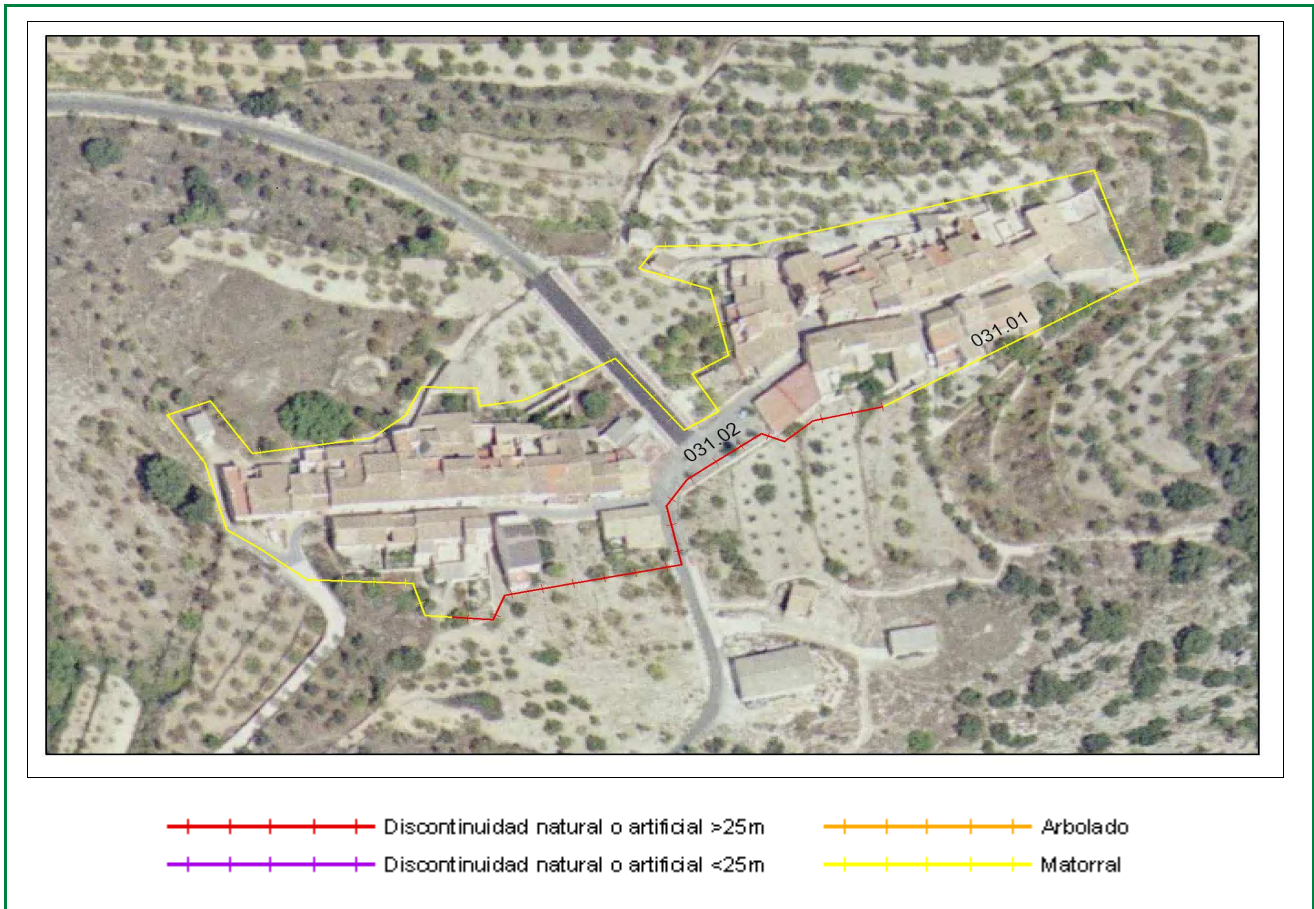 031.01
031.02
Discontinuidad natural o artificial >25m
Arbolado
Discontinuidad natural o artificial <25m
Matorral